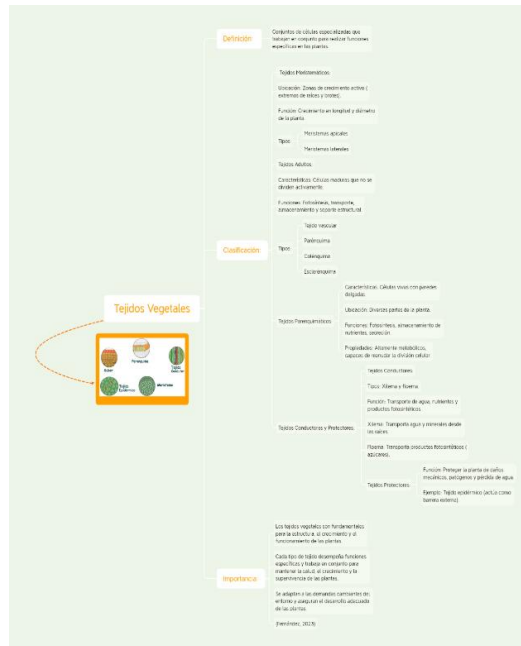 Definición
Conjuntos de células especializadas que
trabajan en conjunto para realizar funciones
específicas en las plantas.
Tejidos Vegetales
Clasificación
Tejidos Meristemáticos
Ubicación: Zonas de crecimiento activo (
extremos de raíces y brotes).
Función: Crecimiento en longitud y diámetro
de la planta.
Tipos
Meristemas apicales
Meristemas laterales
Tejidos Adultos
Características: Células maduras que no se
dividen activamente.
Funciones: Fotosíntesis, transporte,
almacenamiento y soporte estructural.
Tipos
Tejido vascular
Parénquima
Colénquima
Esclerénquima
Tejidos Parenquimáticos
Características: Células vivas con paredes
delgadas.
Ubicación: Diversas partes de la planta.
Funciones: Fotosíntesis, almacenamiento de
nutrientes, secreción.
Propiedades: Altamente metabólicos,
capaces de reanudar la división celular.
Tejidos Conductores y Protectores
Tejidos Conductores
Tipos: Xilema y floema
Función: Transporte de agua, nutrientes y
productos fotosintéticos.
Xilema: Transporta agua y minerales desde
las raíces.
Floema: Transporta productos fotosintéticos (
azúcares).
Tejidos Protectores
Función: Proteger la planta de daños
mecánicos, patógenos y pérdida de agua.
Ejemplo: Tejido epidérmico (actúa como
barrera externa).
Importancia
Los tejidos vegetales son fundamentales
para la estructura, el crecimiento y el
funcionamiento de las plantas.
Cada tipo de tejido desempeña funciones
específicas y trabaja en conjunto para
mantener la salud, el crecimiento y la
supervivencia de las plantas.
Se adaptan a las demandas cambiantes del
entorno y aseguran el desarrollo adecuado
de las plantas.
Parénquima
Tejido
Tejido
Epidérmico